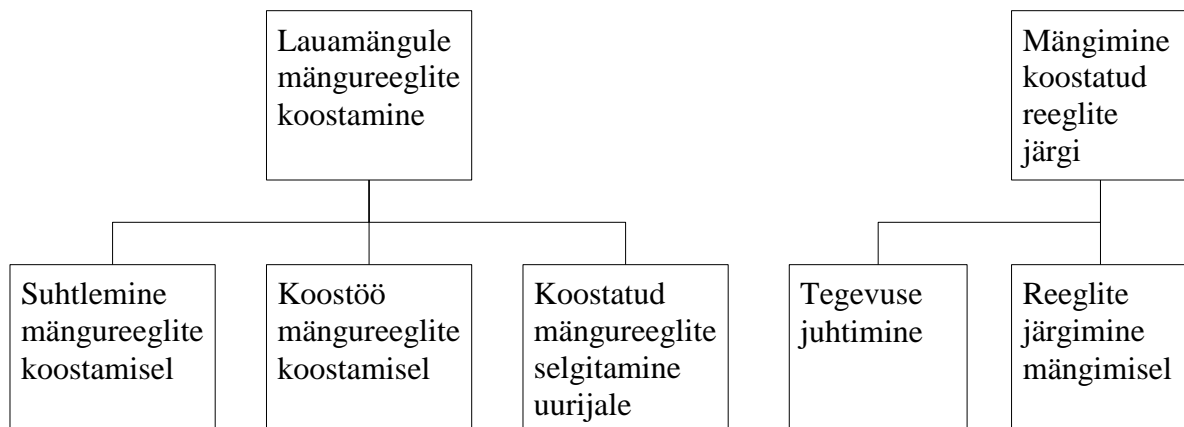 Lauamängule
mängureeglite
koostamine
Mängimine
koostatud
reeglite
järgi
Suhtlemine
mängureeglite
koostamisel
Koostöö
mängureeglite
koostamisel
Koostatud
mängureeglite
selgitamine
uurijale
Tegevuse
juhtimine
Reeglite
järgimine
mängimisel